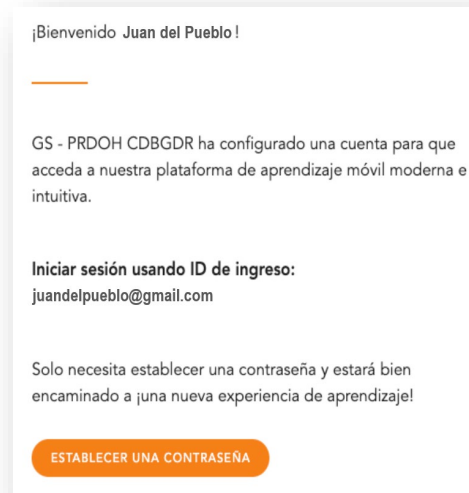 ¡Bienvenido Juan del Pueblo!
GS - PRDOH CDBGDR ha configurado una cuenta para que
acceda a nuestra plataforma de aprendizaje móvil moderna e
intuitiva.
Iniciar sesión usando ID de ingreso:
juandelpueblo@gmail.com
Solo necesita establecer una contraseña y estará bien
encaminado a ¡una nueva experiencia de aprendizaje!
ESTABLECER UNA CONTRASEÑA